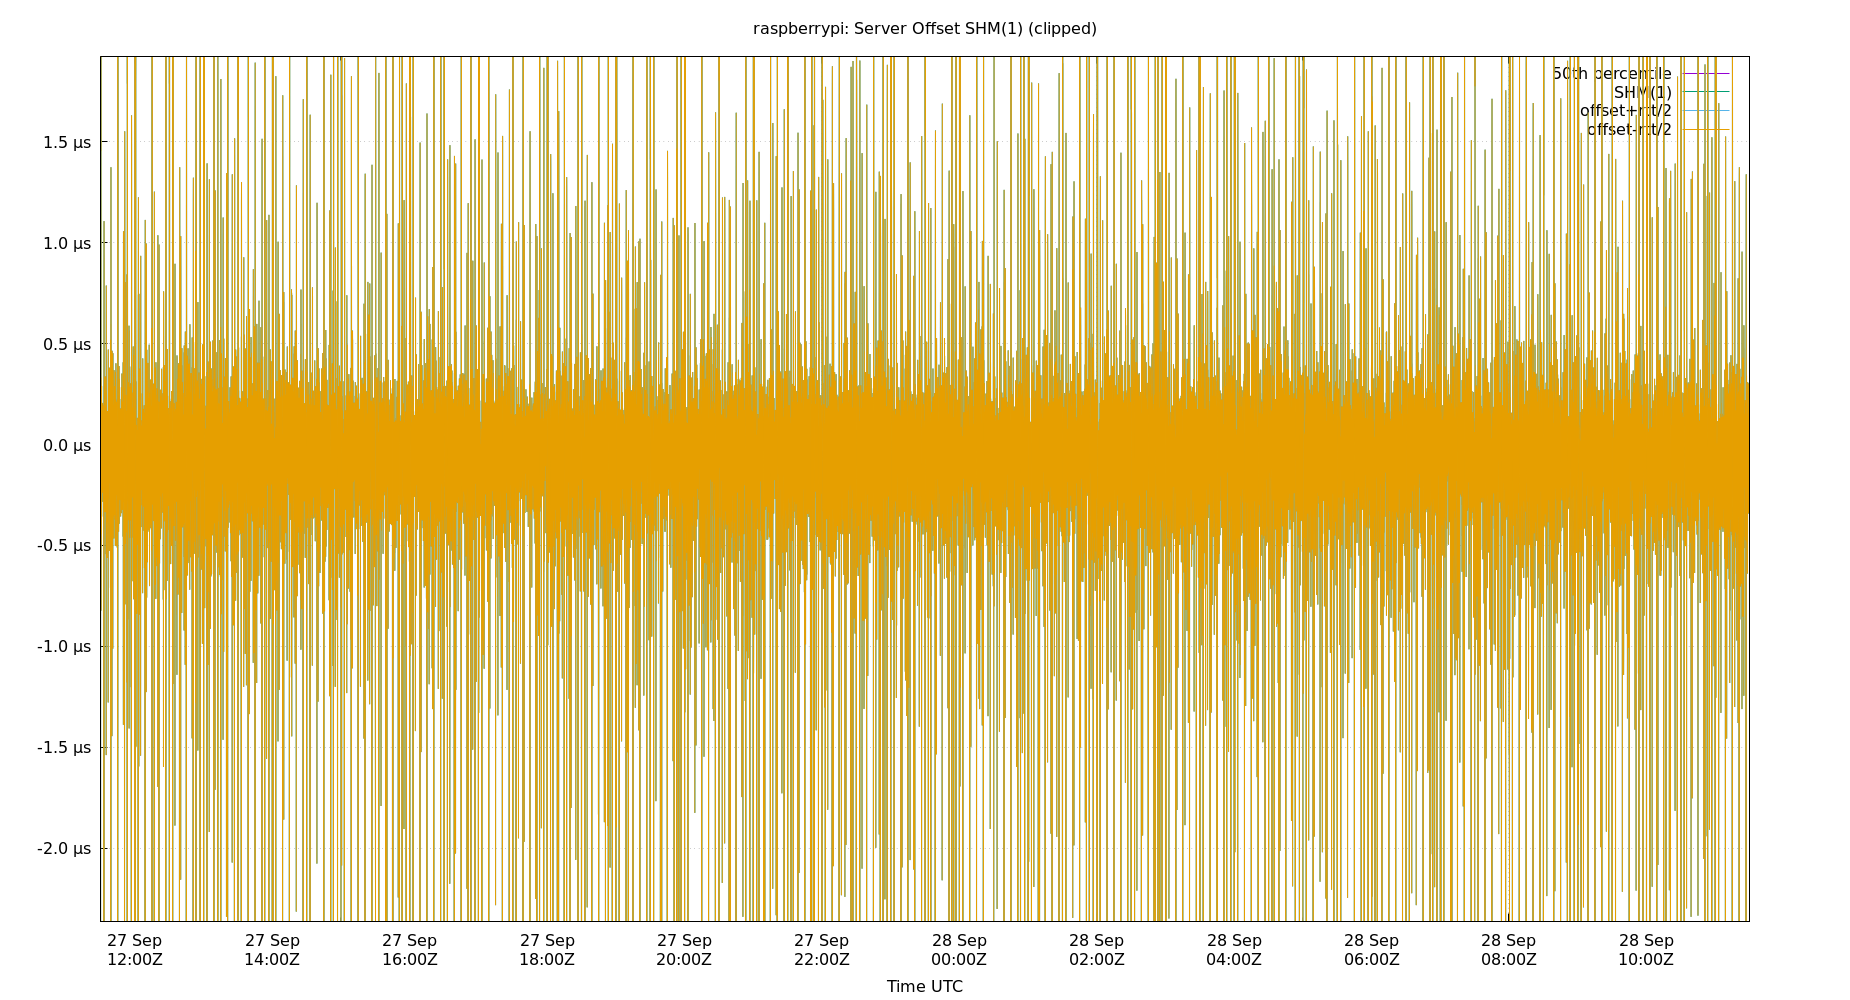 raspberrypi: Server Offset SHM(1) (clipped)
50th percentile
SHM(1)
offset+rtt/2
offset-rtt/2
1.5 µs
1.0 µs
0.5 µs
0.0 µs
-0.5 µs
-1.0 µs
-1.5 µs
-2.0 µs
27 Sep 27 Sep 27 Sep 27 Sep 27 Sep 27 Sep 28 Sep 28 Sep 28 Sep 28 Sep 28 Sep 28 Sep
12:00Z 14:00Z 16:00Z 18:00Z 20:00Z 22:00Z 00:00Z 02:00Z 04:00Z 06:00Z 08:00Z 10:00Z
Time UTC